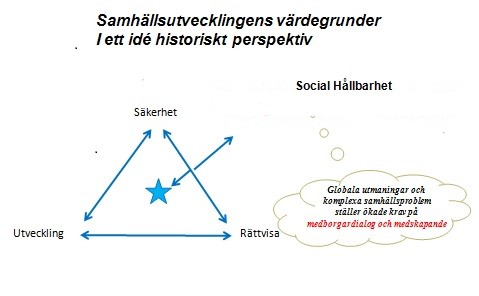 Samhällsutvecklingens värdegrunder
I ett idé historiskt perspektiv
Social Hållbarhet
Säkerhet
Utveckling
Rättvisa
Globala utmaningar och
komplexa samhällsproblem
ställer ökade krav på
medborgardialog och medskapande